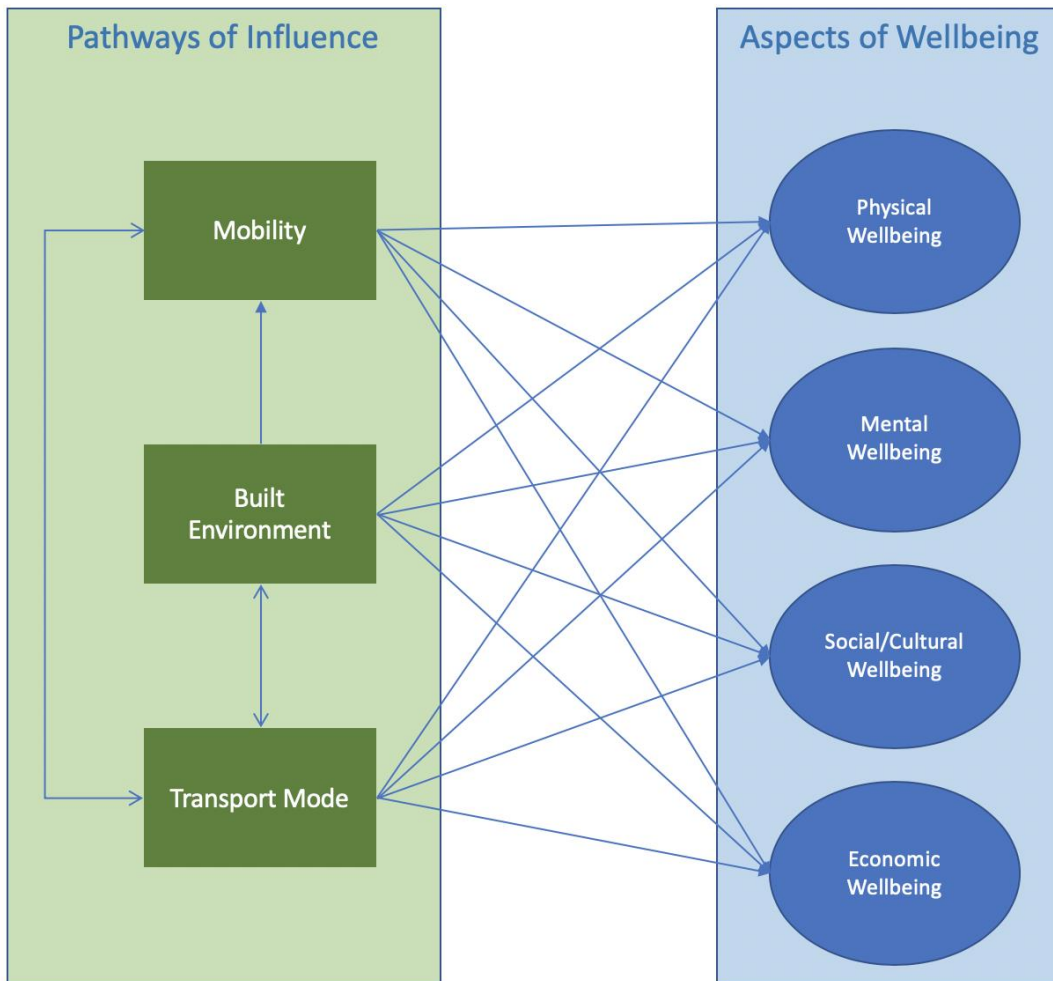 Pathways of Influence
Mobility
Built
Environment
Transport Mode
Aspects of Wellbeing
Physical
Wellbeing
Mental
Wellbeing
Social/Cultural
Wellbeing
Economic
Wellbeing